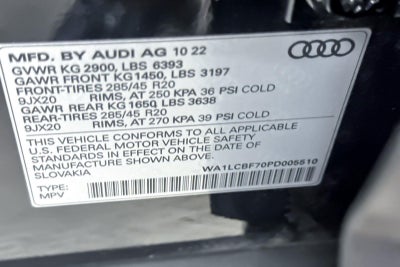 MFD. BY AUDI AG 10 22
GVWR KG 2900, LBS 6393
GAWR FRONT KG1450, LBS 3197
FRONT-TIRES 285/45 R20
9JX20 RIMS, AT 250 KPA 36 PSI COLD
GAWR REAR KG 1650, LBS 3638
REAR-TIRES 285/45 R20
9JX20 RIMS, AT 270 KPA 39 PSI COLD
THIS VEHICLE CONFORMS TO ALL APPLICABLE
U.S. FEDERAL MOTOR VEHICLE SAFETY
STANDARDS IN EFFECT ON THE DATE OF
MANUFACTURE SHOWN ABOVE.
SLOVAKIA WA1LCBF70PD005510
TYPE:
MPV